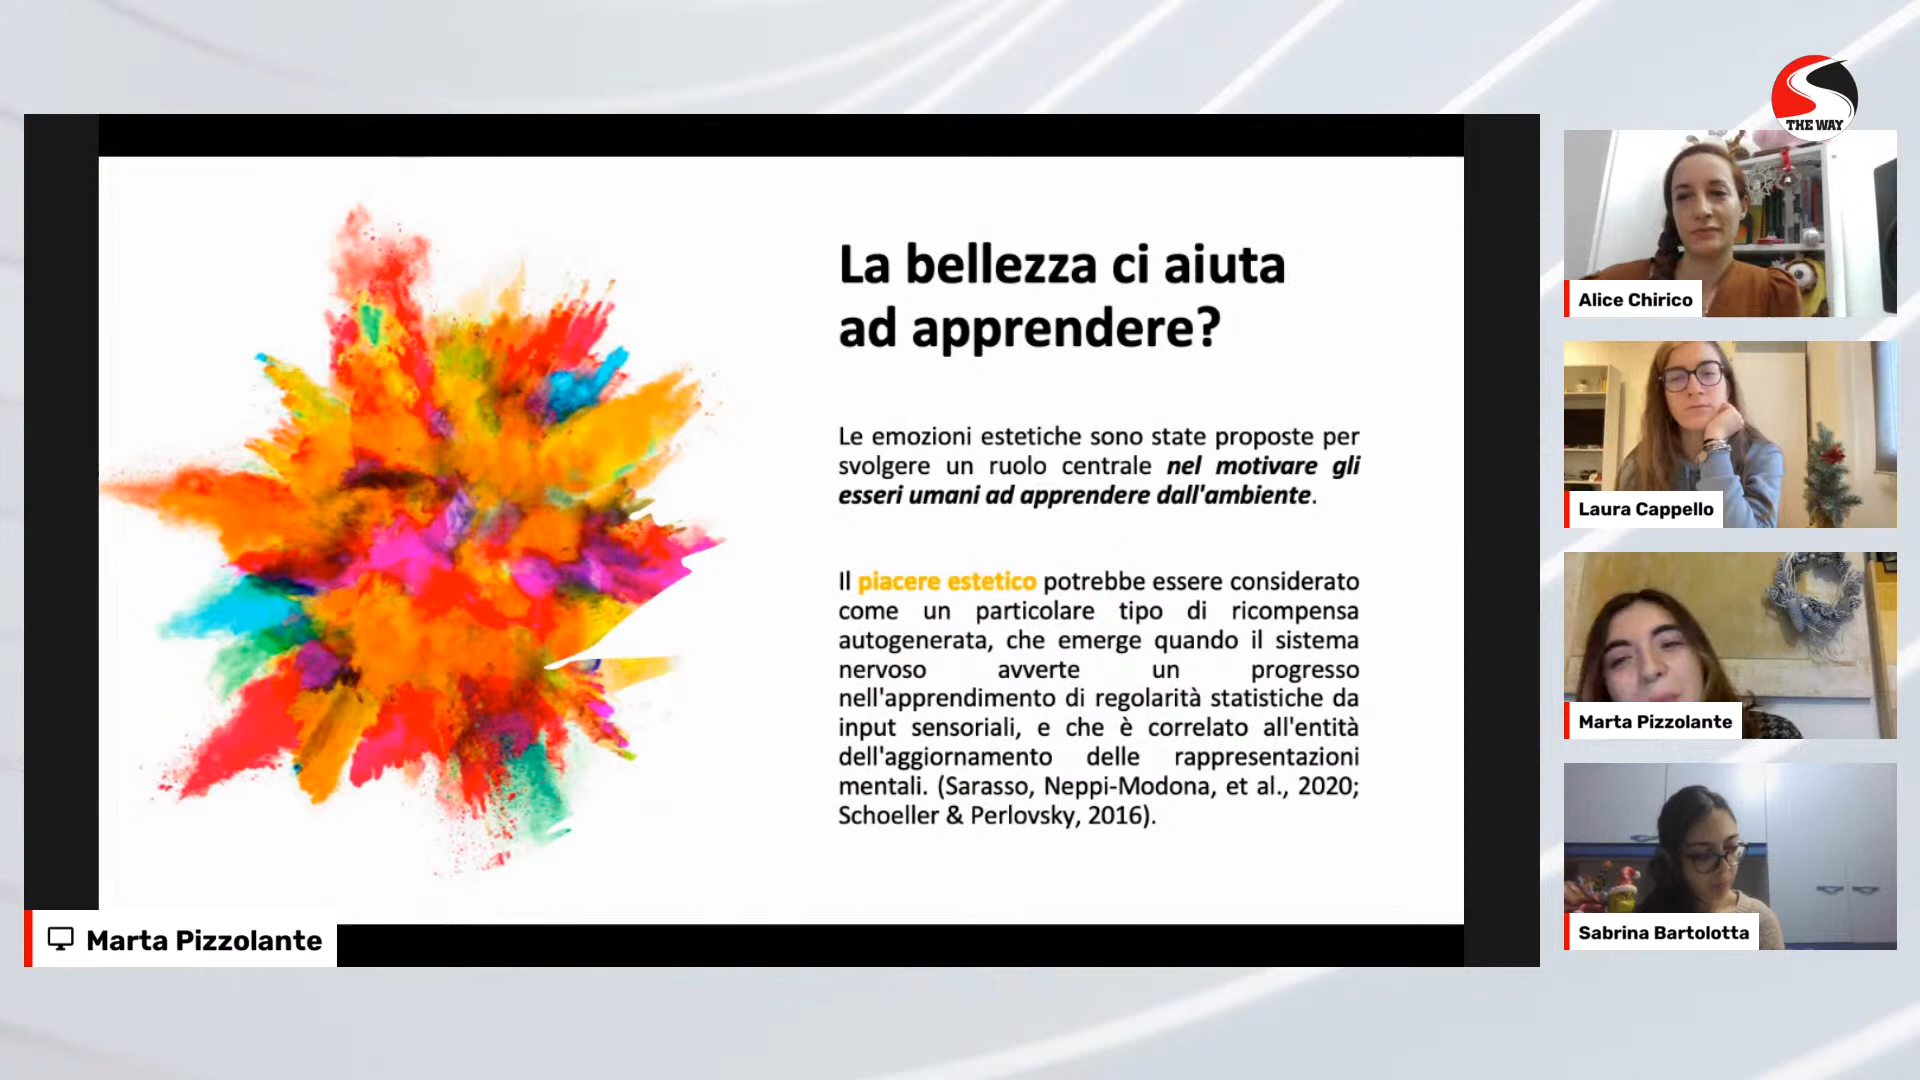 THE WAY
La bellezza ci aiuta
ad apprendere?
Le emozioni estetiche sono state proposte per
svolgere un ruolo centrale nel motivare gli
esseri umani ad apprendere dall'ambiente.
Il piacere estetico potrebbe essere considerato
come un particolare tipo di ricompensa
autogenerata, che emerge quando il sistema
nervoso avverte un progresso
nell'apprendimento di regolarità statistiche da
input sensoriali, e che è correlato all'entità
dell'aggiornamento delle rappresentazioni
mentali. (Sarasso, Neppi-Modona, et al., 2020;
Schoeller & Perlovsky, 2016).
Marta Pizzolante
Alice Chirico
Laura Cappello
Marta Pizzolante
Sabrina Bartolotta